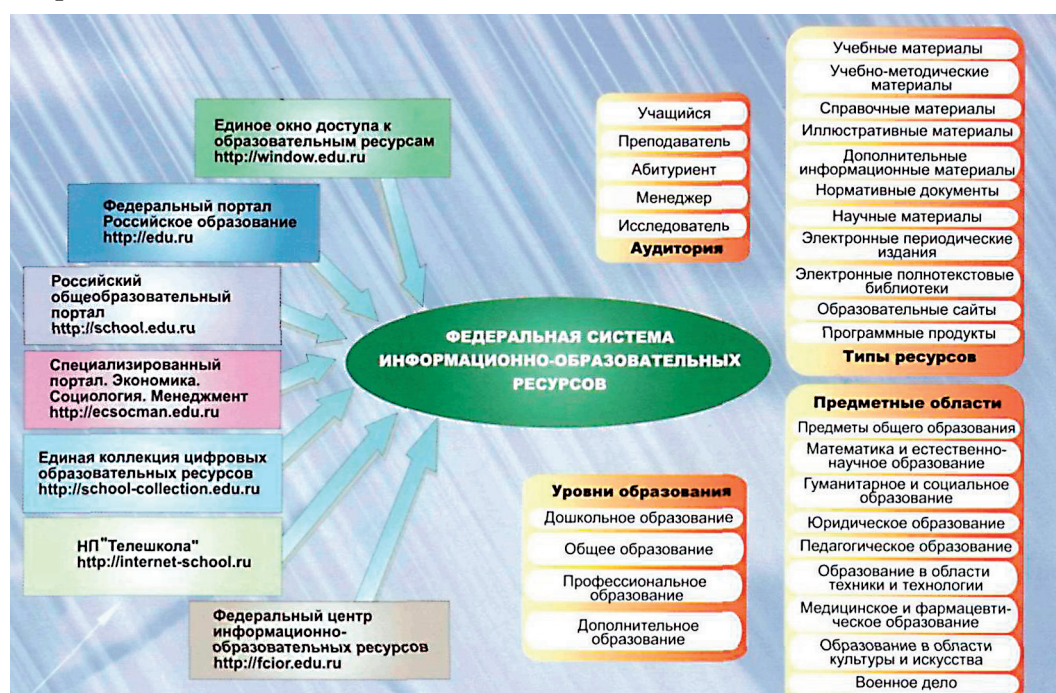 Единое окно доступа к
образовательным ресурсам
http://window.edu.ru
Федеральный портал
Российское образование
http://edu.ru
Российский
общеобразовательный
портал
http://school.edu.ru
Специализированный
портал. Экономика.
Социология. Менеджмент
http://ecsocman.edu.ru
Единая коллекция цифровых
образовательных ресурсов
http://school-collection.edu.ru
НП"Телешкола"
http://internet-school.ru
Федеральный центр
информационно-
образовательных ресурсов
http://fcior.edu.ru
ФЕДЕРАЛЬНАЯ СИСТЕМА
ИНФОРМАЦИОННО-ОБРАЗОВАТЕЛЬНЫХ
РЕСУРСОВ
Учащийся
Преподаватель
Абитуриент
Менеджер
Исследователь
Аудитория
Уровни образования
Дошкольное образование
Общее образование
Профессиональное
образование
Дополнительное
образование
Учебные материалы
Учебно-методические
материалы
Справочные материалы
Иллюстративные материалы
Дополнительные
информационные материалы
Нормативные документы
Научные материалы
Электронные периодические
издания
Электронные полнотекстовые
библиотеки
Образовательные сайты
Программные продукты
Типы ресурсов
Предметные области
Предметы общего образования
Математика и естественно-
научное образование
Гуманитарное и социальное
образование
Юридическое образование
Педагогическое образование
Образование в области
техники и технологии
Медицинское и фармацевти-
ческое образование
Образование в области
культуры и искусства
Военное дело